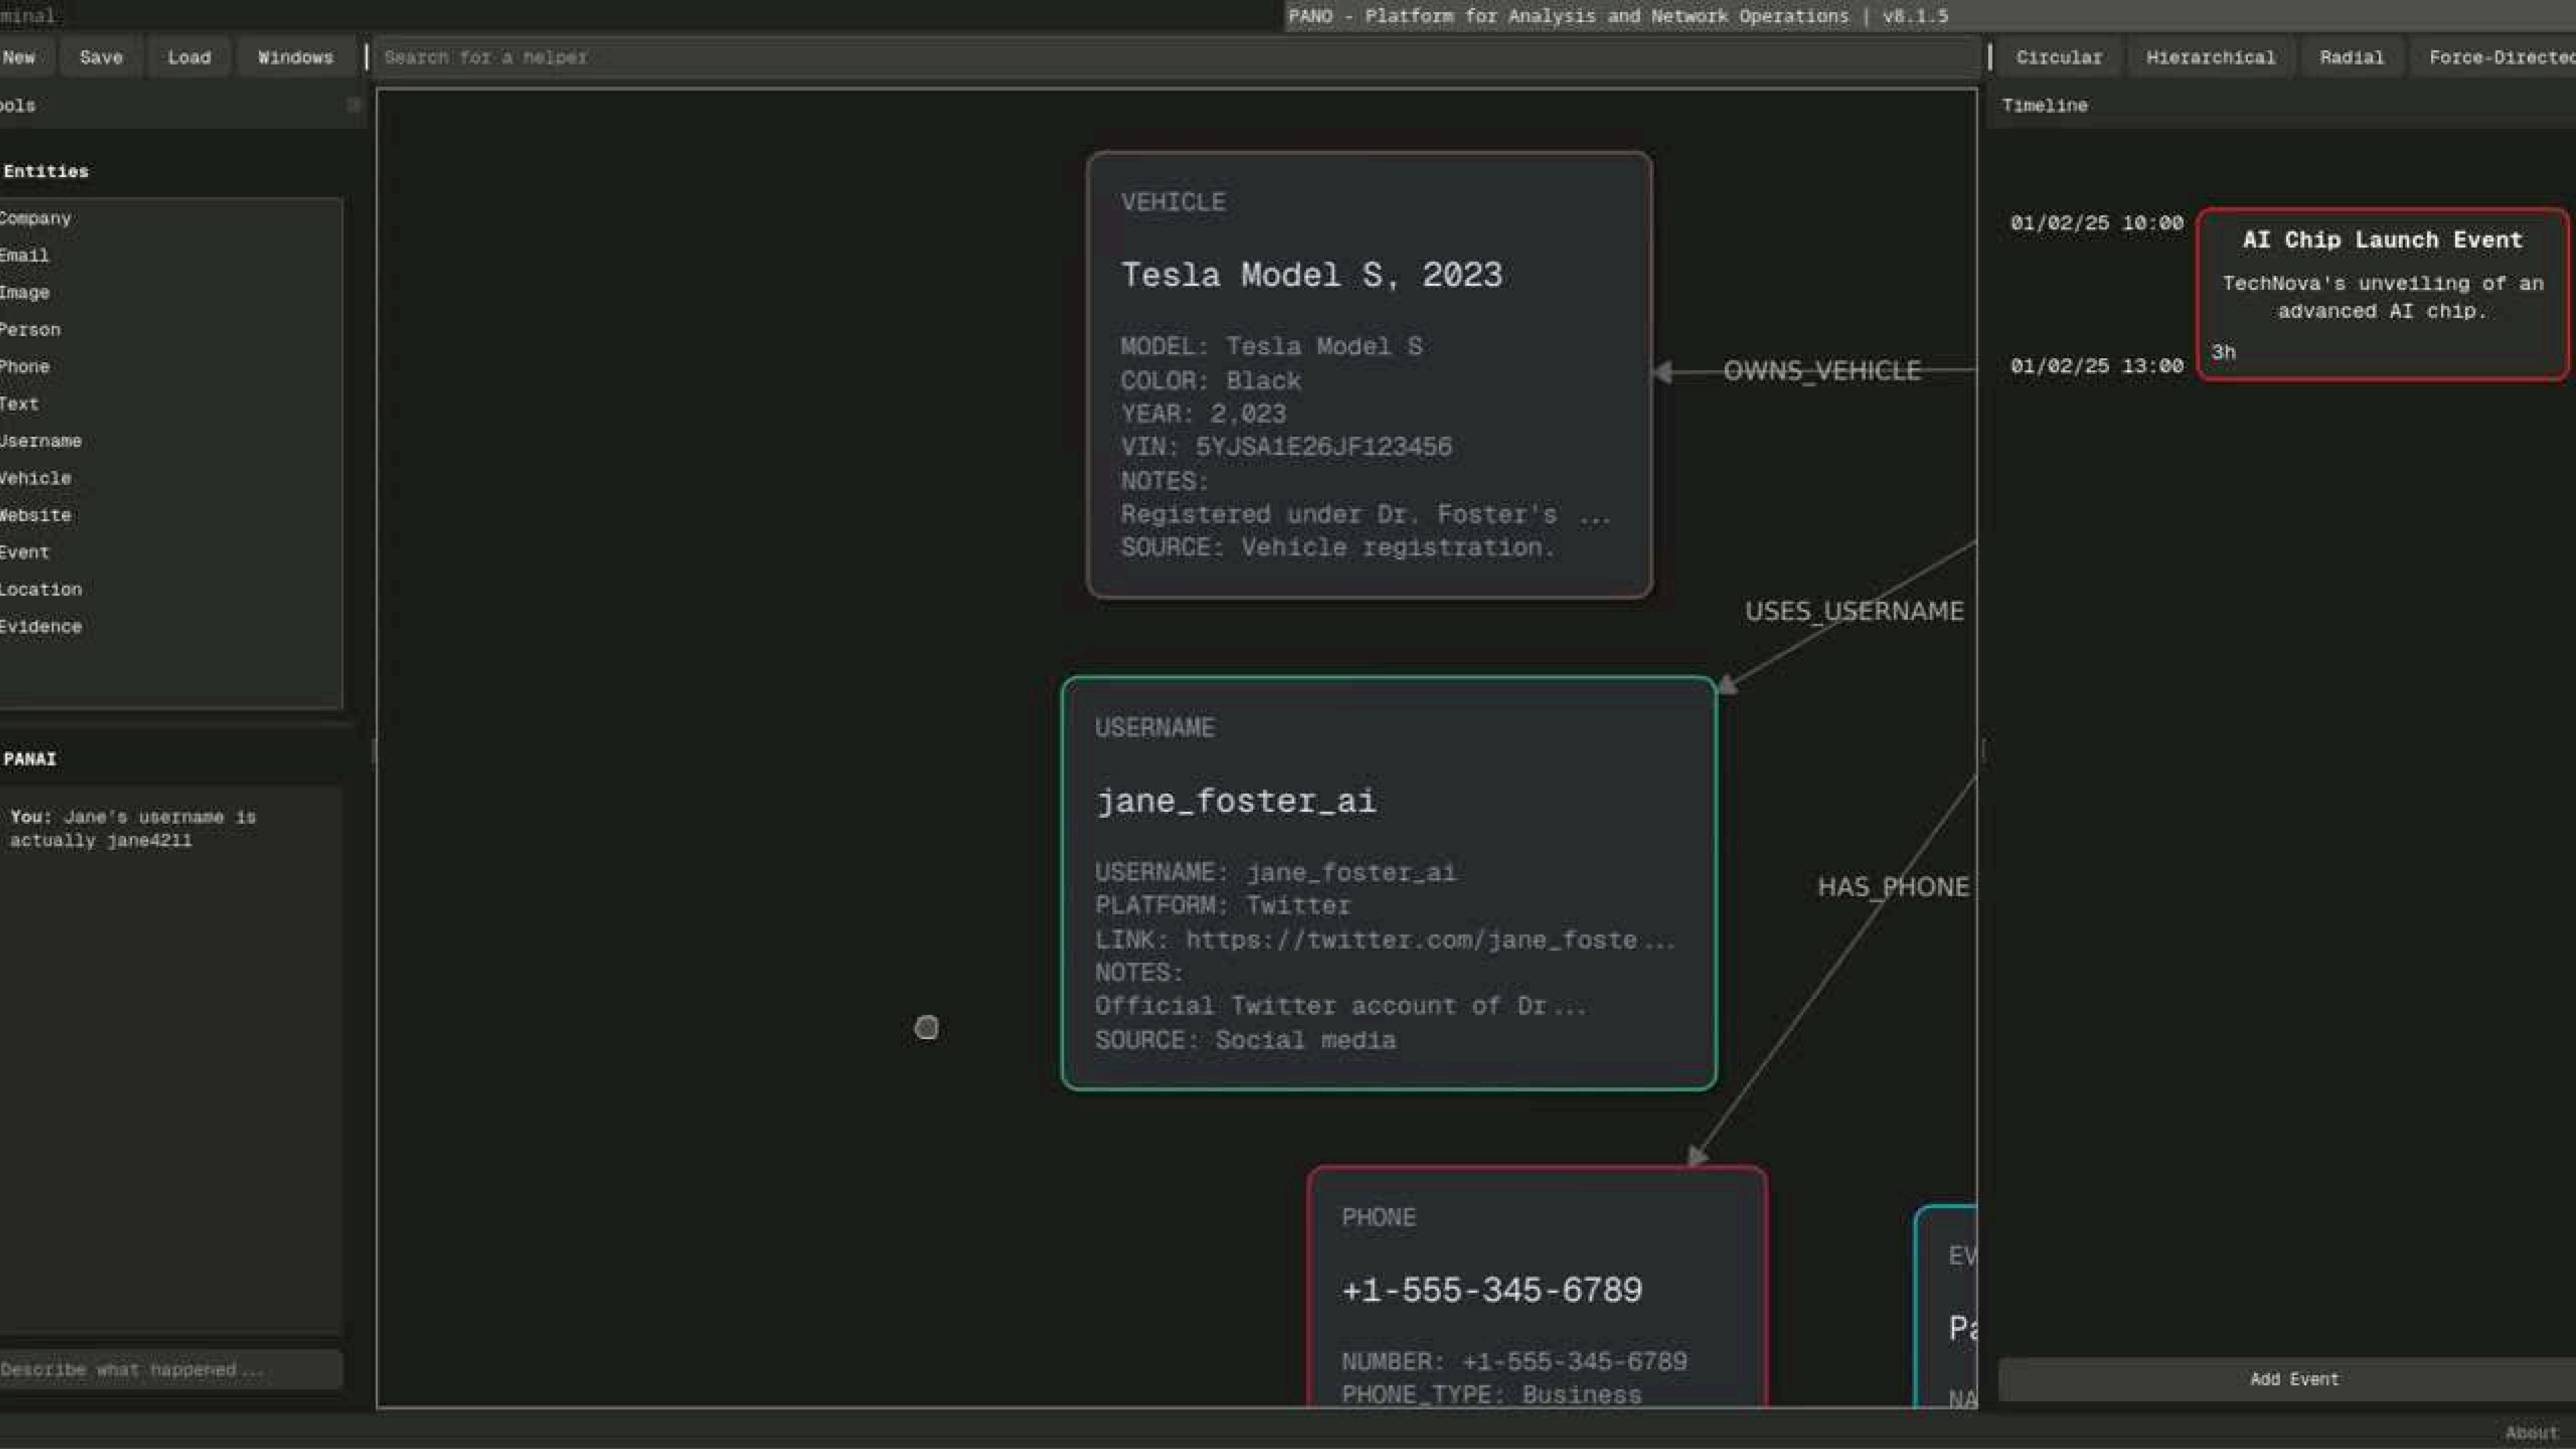 minal
PANO - Platform for Analysis and Network Operations | v8.1.5
New
Save
Load
Windows
Search for a helper
Circular
Hierarchical
Radial
Force-Directed
ools
Timeline
Entities
Company
Email
Image
Person
Phone
Text
Username
Vehicle
Website
Event
Location
Evidence
PANAI
You: Jane's username is
actually jane4211
Describe what happened...
VEHICLE
Tesla Model S, 2023
MODEL: Tesla Model S
COLOR: Black
YEAR: 2,023
VIN: 5YJSA1E26JF123456
NOTES:
Registered under Dr. Foster's ...
SOURCE: Vehicle registration.
OWNS_VEHICLE
USES_USERNAME
USERNAME
jane_foster_ai
USERNAME: jane_foster_ai
PLATFORM: Twitter
LINK: https://twitter.com/jane_foste...
NOTES:
Official Twitter account of Dr...
SOURCE: Social media
HAS_PHONE
PHONE
+1-555-345-6789
NUMBER: +1-555-345-6789
PHONE_TYPE: Business
EV
Pa
NA
01/02/25 10:00
AI Chip Launch Event
TechNova's unveiling of an
advanced AI chip.
3h
01/02/25 13:00
Add Event
About